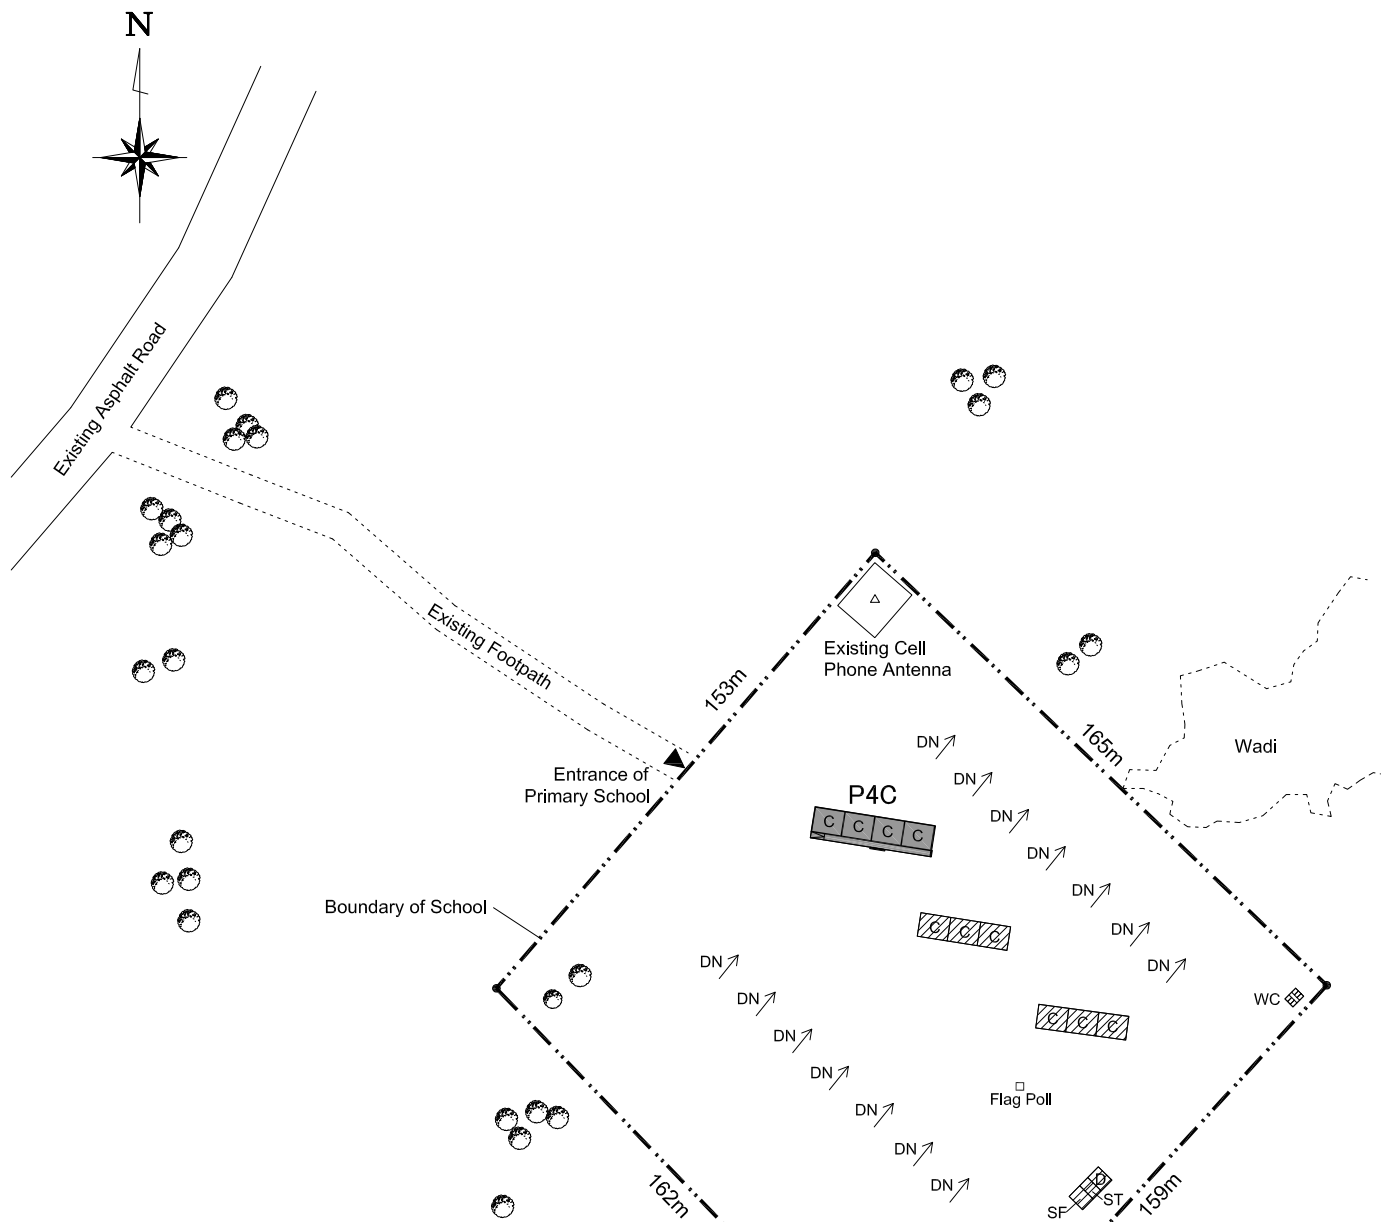 N
Existing Asphalt Road
Existing Footpath
Existing Cell
Phone Antenna
153m
165m
Wadi
DN
DN
DN
DN
DN
DN
DN
Entrance of
Primary School
P4C
C C C C
Boundary of School
C C C
DN
DN
DN
DN
DN
DN
DN
WC
C C C
Flag Poll
162m
D
ST
SF
159m